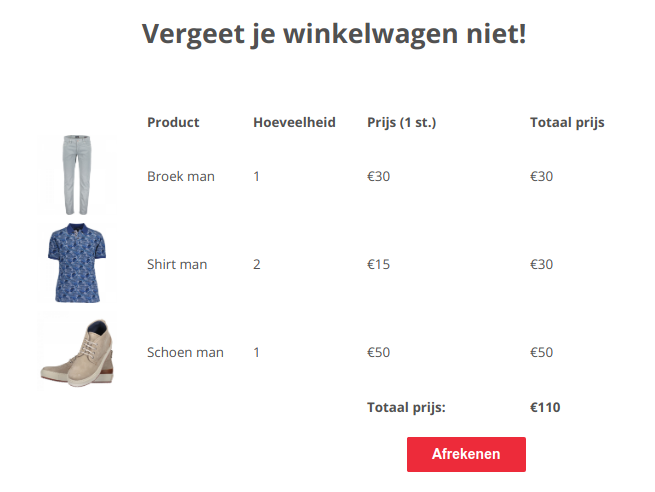 Vergeet je winkelwagen niet!
Product Hoeveelheid Prijs (1 st.) Totaal prijs
Broek man 1 €30 €30
Shirt man 2 €15 €30
Schoen man 1 €50 €50
Totaal prijs: €110
Afrekenen